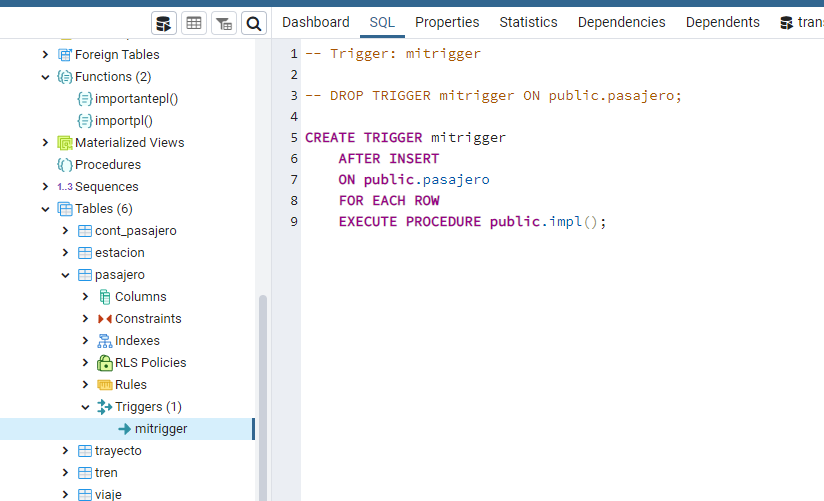 Dashboard SQL Properties Statistics Dependencies Dependents tran
Foreign Tables
Functions (2)
importantepl()
importpl()
Materialized Views
Procedures
1..3 Sequences
Tables (6)
cont_pasajero
estacion
pasajero
Columns
Constraints
Indexes
RLS Policies
Rules
Triggers (1)
mitrigger
trayecto
tren
viaje
1 -- Trigger: mitrigger
2
3 -- DROP TRIGGER mitrigger ON public.pasajero;
4
5 CREATE TRIGGER mitrigger
6 AFTER INSERT
7 ON public.pasajero
8 FOR EACH ROW
9 EXECUTE PROCEDURE public.impl();